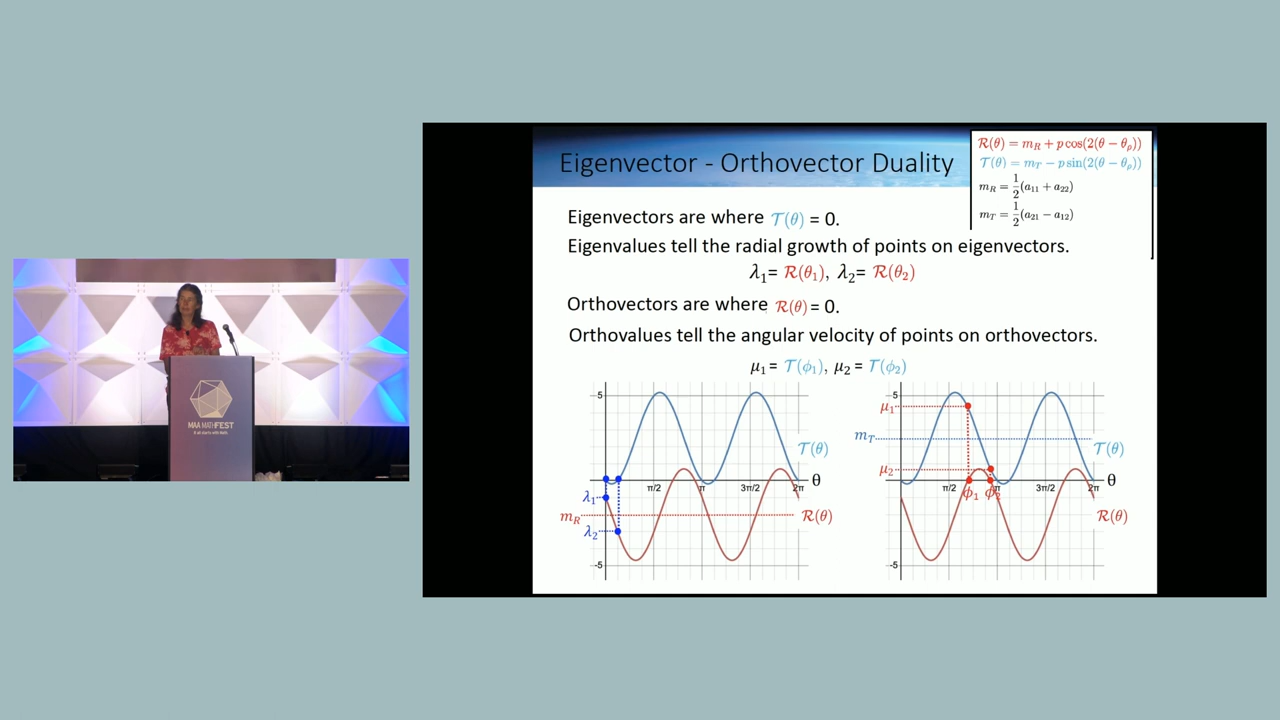 Eigenvector - Orthovector Duality
ℛ(θ) = m_R + p cos(2(θ − θ_ρ))
𝒯(θ) = m_T − p sin(2(θ − θ_ρ))
m_R = 1/2(a₁₁ + a₂₂)
m_T = 1/2(a₂₁ − a₁₂)
Eigenvectors are where 𝒯(θ) = 0.
Eigenvalues tell the radial growth of points on eigenvectors.
λ₁= ℛ(θ₁), λ₂= ℛ(θ₂)
Orthovectors are where ℛ(θ) = 0.
Orthovalues tell the angular velocity of points on orthovectors.
μ₁ = 𝒯(ϕ₁), μ₂ = 𝒯(ϕ₂)
5
𝒯(θ)
π/2
π
3π/2
2π
θ
λ₁
m_R
ℛ(θ)
λ₂
-5
5
μ₁
m_T
𝒯(θ)
μ₂
π/2
ϕ₁
ϕ₂
π
3π/2
2π
θ
ℛ(θ)
-5
MAA MATHFEST